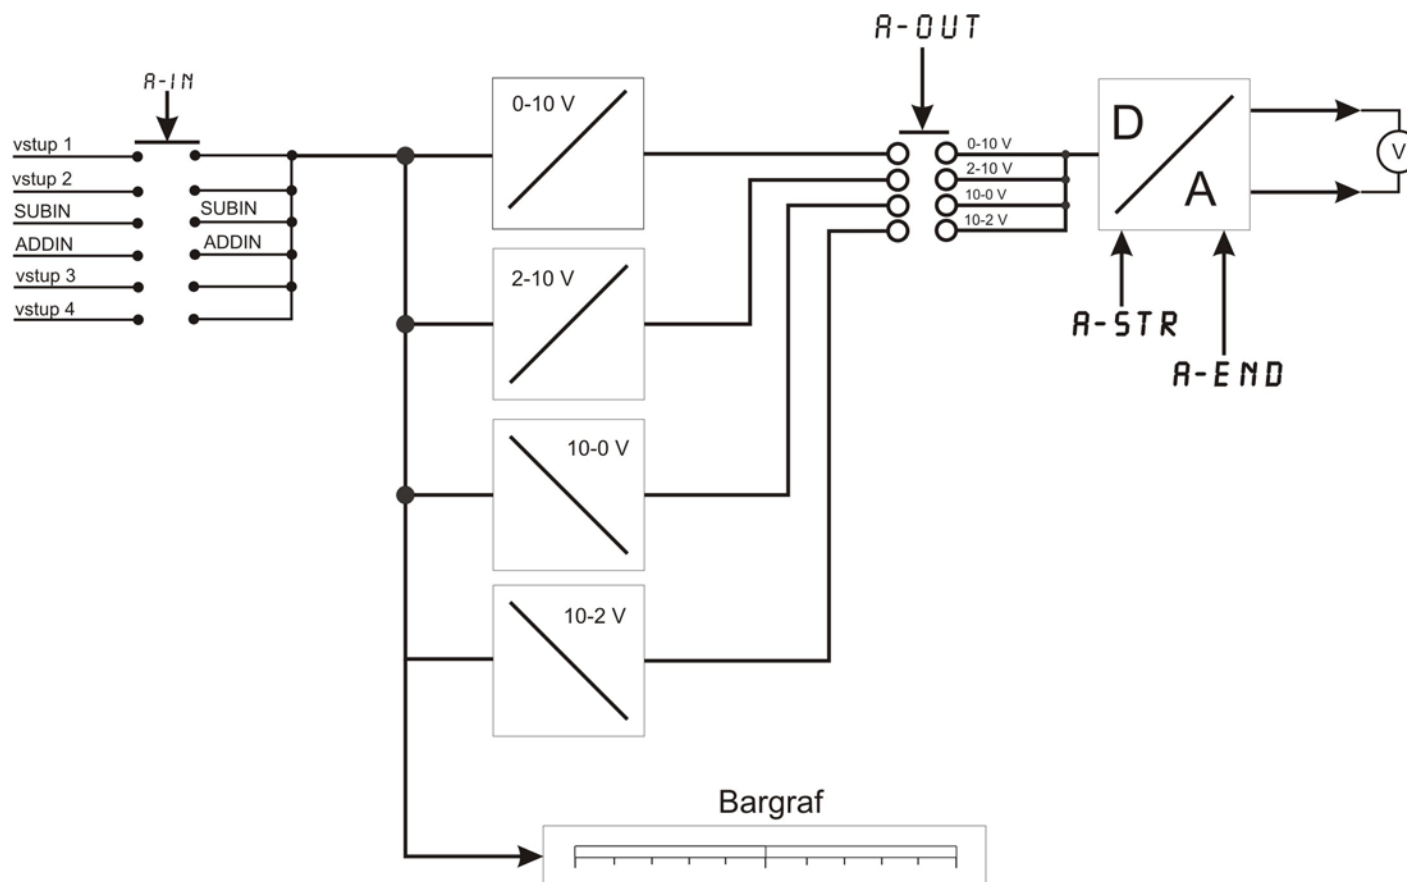 A-OUT
A-IN
vstup 1
vstup 2
SUBIN
SUBIN
ADDIN
ADDIN
vstup 3
vstup 4
0-10 V
2-10 V
10-0 V
10-2 V
0-10 V
2-10 V
10-0 V
10-2 V
D
A
V
A-STR
A-END
Bargraf